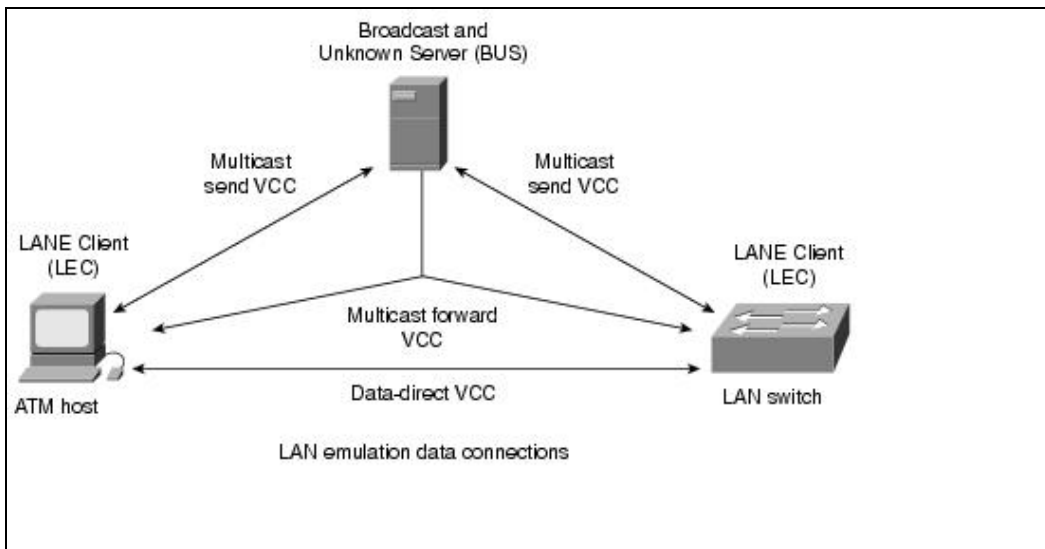 Broadcast and
Unknown Server (BUS)
Multicast
send VCC
Multicast
send VCC
LANE Client
(LEC)
LANE Client
(LEC)
Multicast forward
VCC
Data-direct VCC
ATM host
LAN switch
LAN emulation data connections